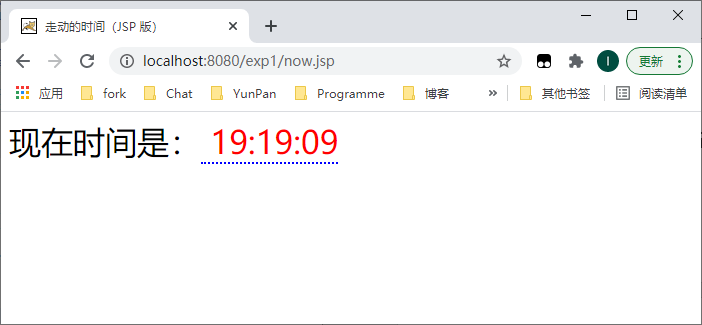 走动的时间（JSP 版）
localhost:8080/exp1/now.jsp
I
更新
应用 fork Chat YunPan Programme 博客 » 其他书签 阅读清单
现在时间是： 19:19:09